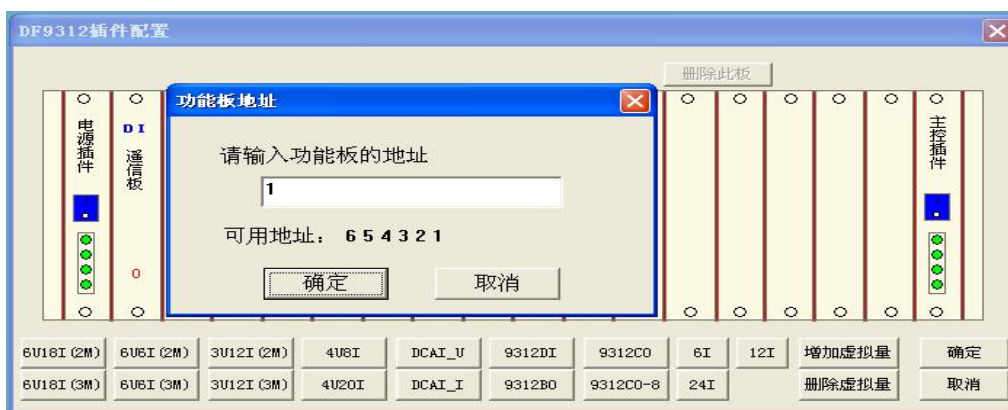 DF9312插件配置
删除此板
电源插件
DI
遥信板
0
功能板地址
请输入功能板的地址
1
可用地址: 6 5 4 3 2 1
确定
取消
主控插件
6U18I(2M)
6U6I(2M)
3U12I(2M)
4U8I
DCAI_U
9312DI
9312CO
6I
12I
增加虚拟量
确定
6U18I(3M)
6U6I(3M)
3U12I(3M)
4U20I
DCAI_I
9312BO
9312CO-8
24I
删除虚拟量
取消